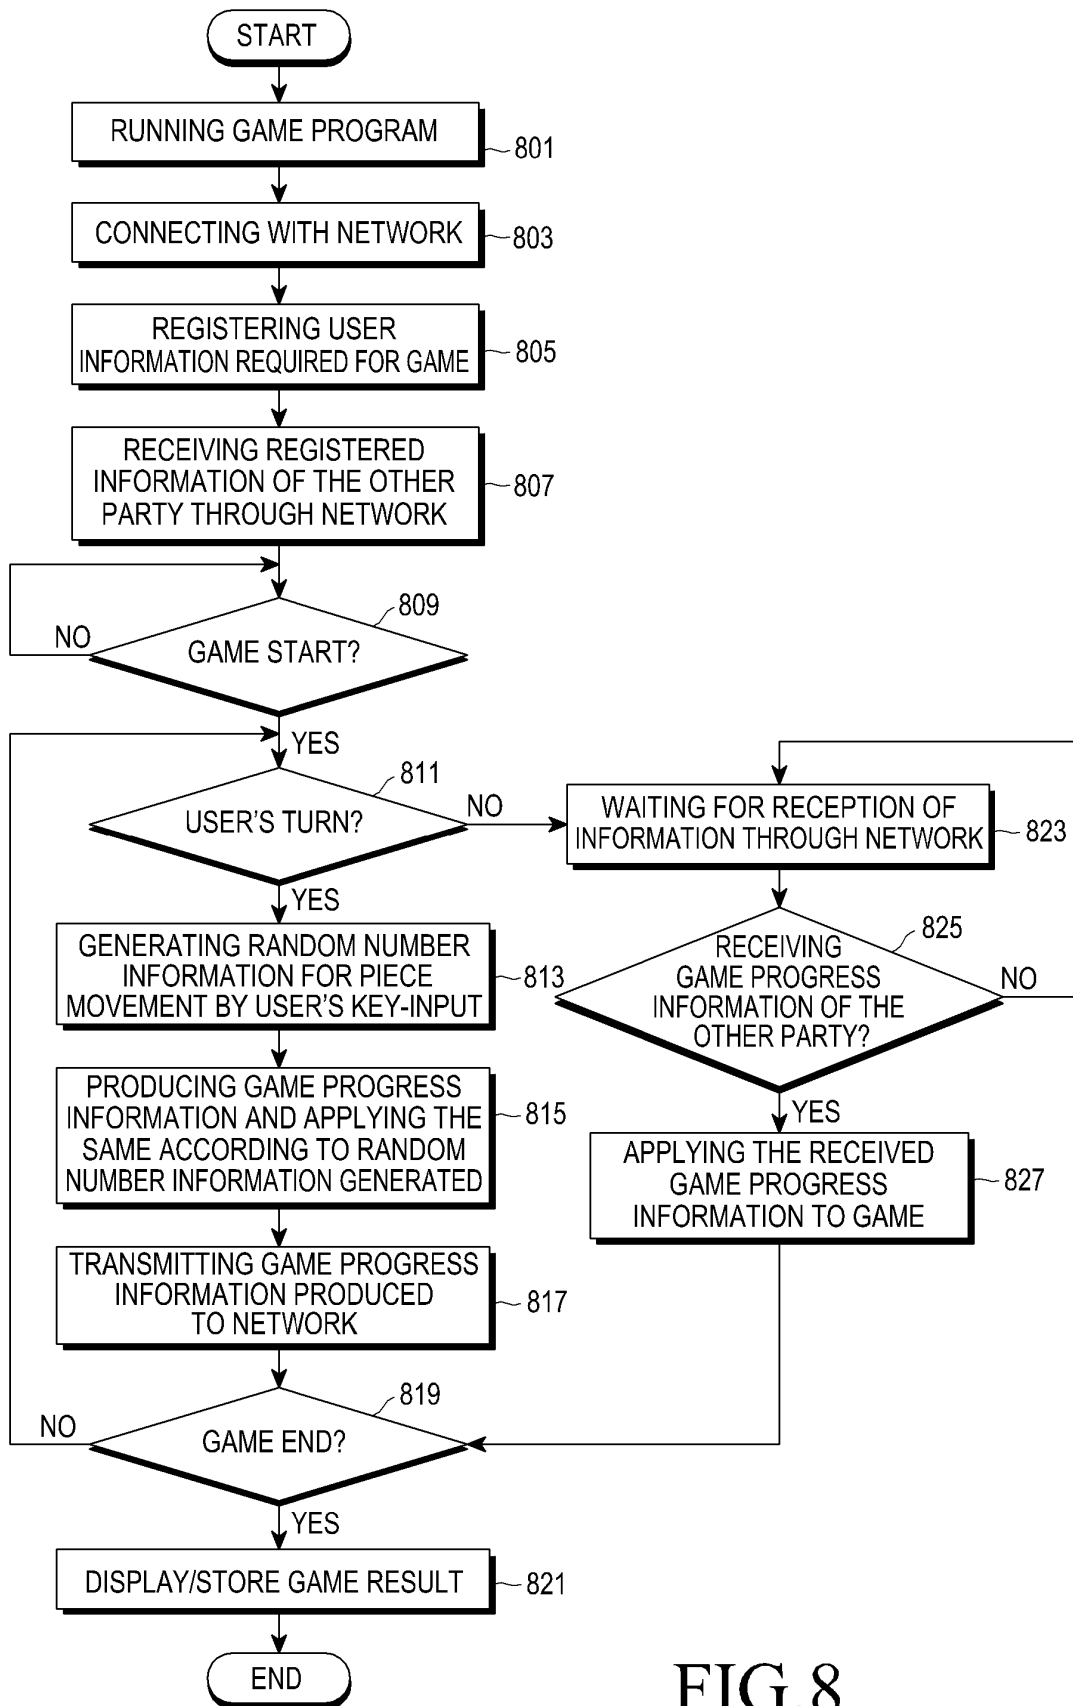 START
RUNNING GAME PROGRAM
801
CONNECTING WITH NETWORK
803
REGISTERING USER
INFORMATION REQUIRED FOR GAME
805
RECEIVING REGISTERED
INFORMATION OF THE OTHER
PARTY THROUGH NETWORK
807
809
NO
GAME START?
YES
811
USER'S TURN?
NO
YES
GENERATING RANDOM NUMBER
INFORMATION FOR PIECE
MOVEMENT BY USER'S KEY-INPUT
813
PRODUCING GAME PROGRESS
INFORMATION AND APPLYING THE
SAME ACCORDING TO RANDOM
NUMBER INFORMATION GENERATED
815
TRANSMITTING GAME PROGRESS
INFORMATION PRODUCED
TO NETWORK
817
819
NO
GAME END?
YES
DISPLAY/STORE GAME RESULT
821
END
WAITING FOR RECEPTION OF
INFORMATION THROUGH NETWORK
823
825
RECEIVING
GAME PROGRESS
INFORMATION OF THE
OTHER PARTY?
NO
YES
APPLYING THE RECEIVED
GAME PROGRESS
INFORMATION TO GAME
827
FIG.8